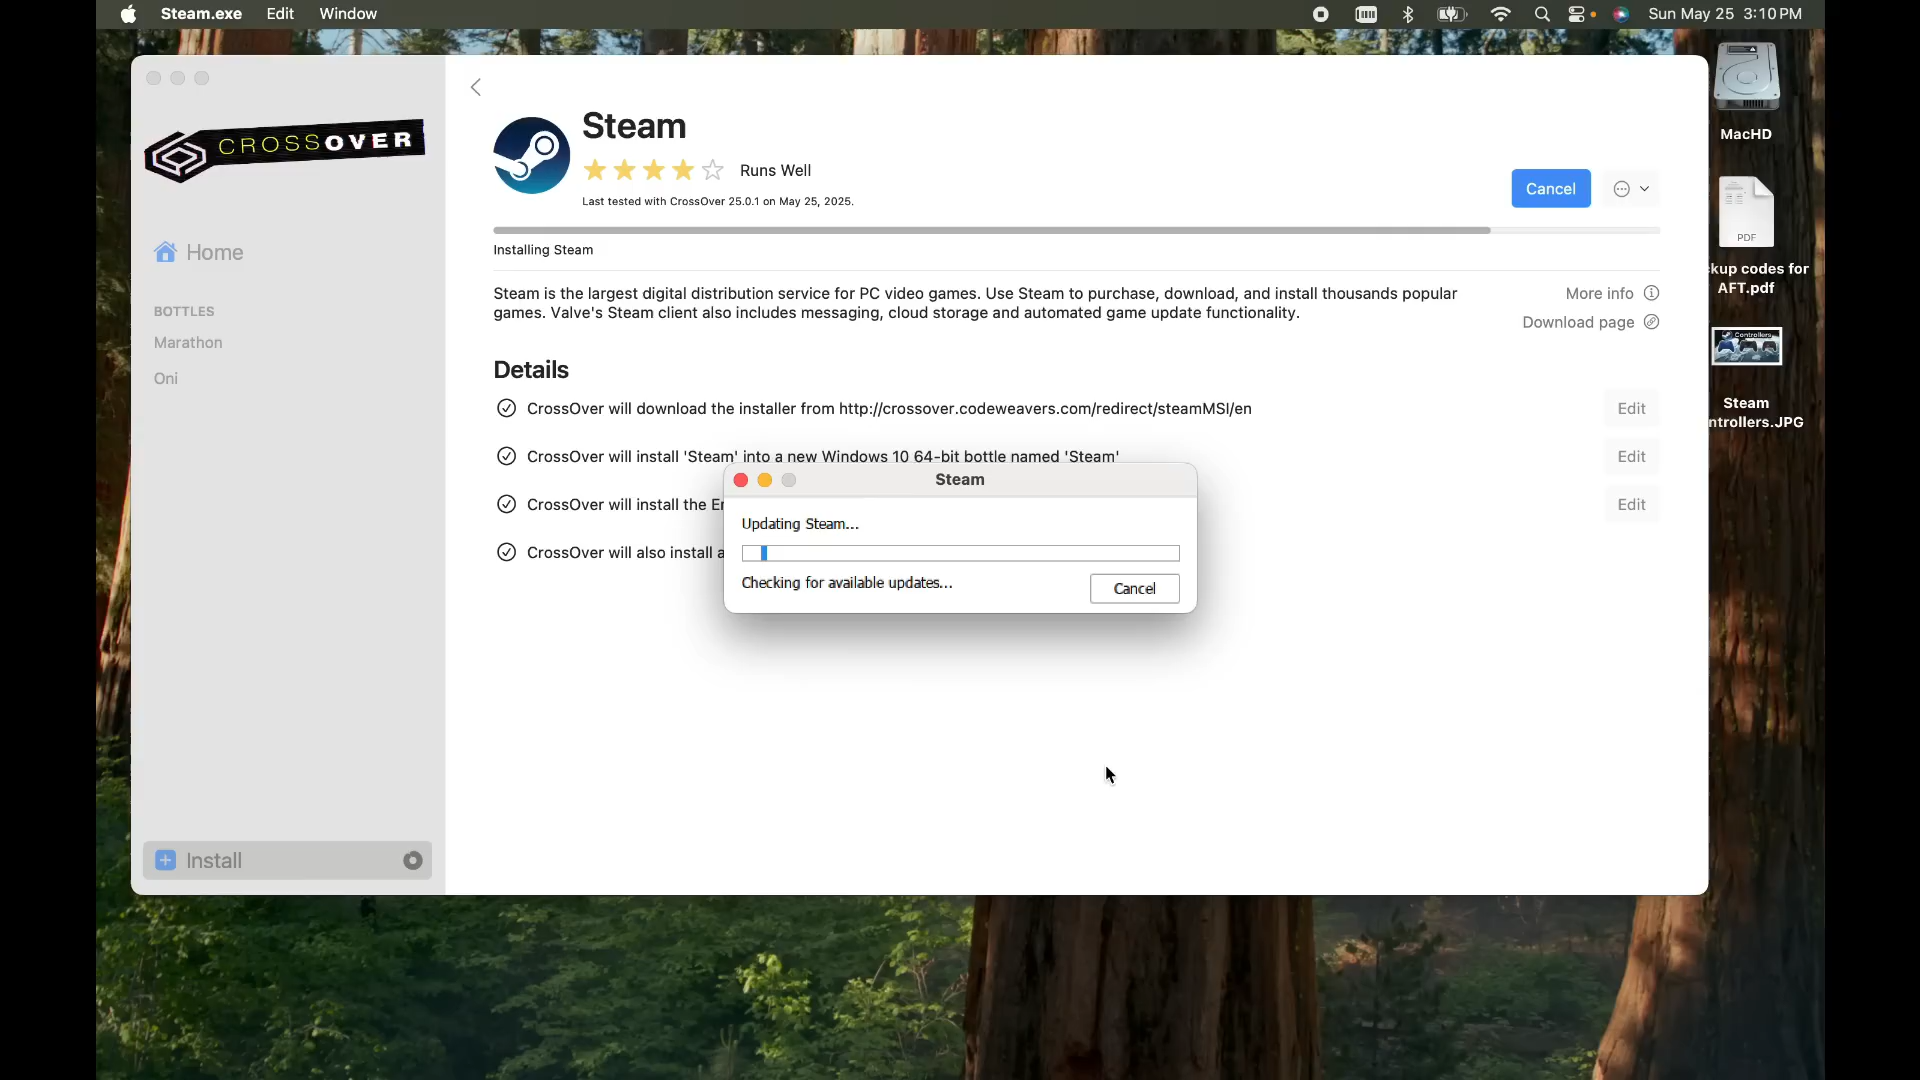 Steam.exe Edit Window
Sun May 25 3:10 PM
CROSSOVER
Home
BOTTLES
Marathon
Oni
Install
Steam
Runs Well
Last tested with CrossOver 25.0.1 on May 25, 2025.
Cancel
Installing Steam
Steam is the largest digital distribution service for PC video games. Use Steam to purchase, download, and install thousands popular
games. Valve's Steam client also includes messaging, cloud storage and automated game update functionality.
More info
Download page
Details
CrossOver will download the installer from http://crossover.codeweavers.com/redirect/steamMSI/en
Edit
CrossOver will install 'Steam' into a new Windows 10 64-bit bottle named 'Steam'
Edit
CrossOver will install the
Edit
CrossOver will also install a
Steam
Updating Steam...
Checking for available updates...
Cancel
MacHD
PDF
kup codes for
AFT.pdf
Controllers
Steam
ntrollers.JPG